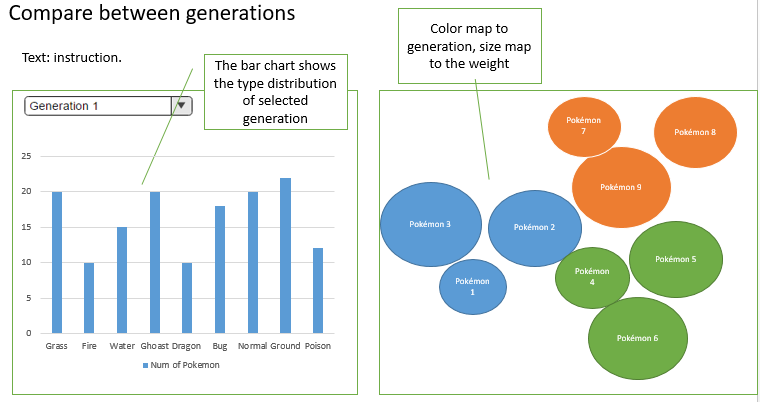 Compare between generations
Text: instruction.
The bar chart shows
the type distribution
of selected
generation
Color map to
generation, size map
to the weight
Generation 1
25
20
15
10
5
0
Grass Fire Water Ghoast Dragon Bug Normal Ground Poison
Num of Pokemon
Pokémon
7
Pokémon 8
Pokémon 9
Pokémon 3
Pokémon 2
Pokémon
1
Pokémon
4
Pokémon 5
Pokémon 6